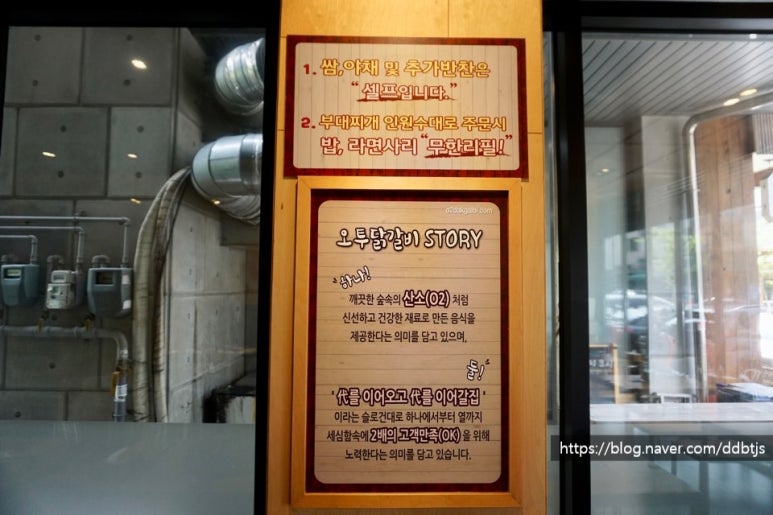 1. 쌈,야채 및 추가반찬은
"셀프입니다."
2. 부대찌개 인원수대로 주문시
밥, 라면사리 "무한리필!"
o2dakgalbi.com
오투닭갈비 STORY
"하나!
깨끗한 숲속의 산소(O2) 처럼
신선하고 건강한 재료로 만든 음식을
제공한다는 의미를 담고 있으며,
둘!"
'代를 이어오고 代를 이어갈집'
이라는 슬로건대로 하나에서부터 열까지
세심함속에 2배의 고객만족(OK) 을 위해
노력한다는 의미를 담고 있습니다.
https://blog.naver.com/ddbtjs